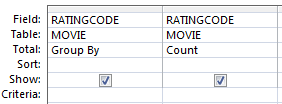 Field: RATINGCODE RATINGCODE
Table: MOVIE MOVIE
Total: Group By Count
Sort:
Show:
Criteria: